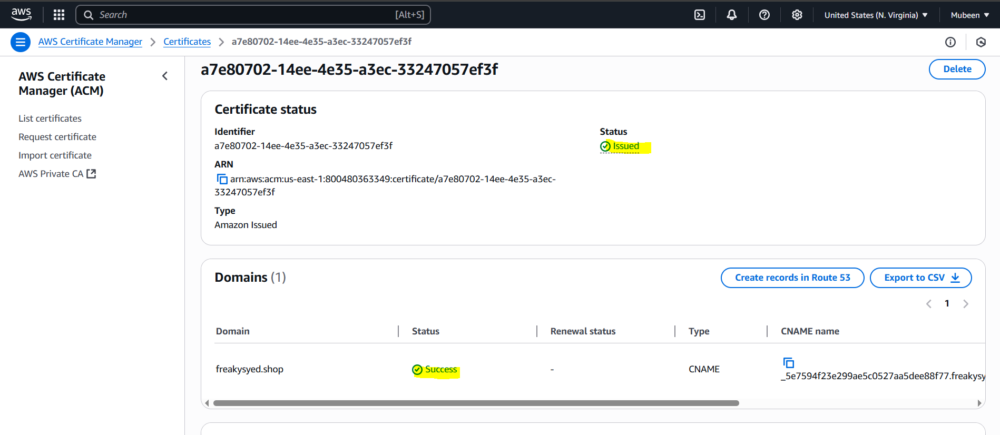 aws
Search [Alt+S]
United States (N. Virginia)
Mubeen
AWS Certificate Manager
Certificates
a7e80702-14ee-4e35-a3ec-33247057ef3f
AWS Certificate
Manager (ACM)
List certificates
Request certificate
Import certificate
AWS Private CA
a7e80702-14ee-4e35-a3ec-33247057ef3f
Delete
Certificate status
Identifier
a7e80702-14ee-4e35-a3ec-33247057ef3f
Status
Issued
ARN
arn:aws:acm:us-east-1:800480363349:certificate/a7e80702-14ee-4e35-a3ec-
33247057ef3f
Type
Amazon Issued
Domains (1)
Create records in Route 53
Export to CSV
1
Domain Status Renewal status Type CNAME name
freakysyed.shop Success - CNAME
_5e7594f23e299ae5c0527aa5dee88f77.freakysy